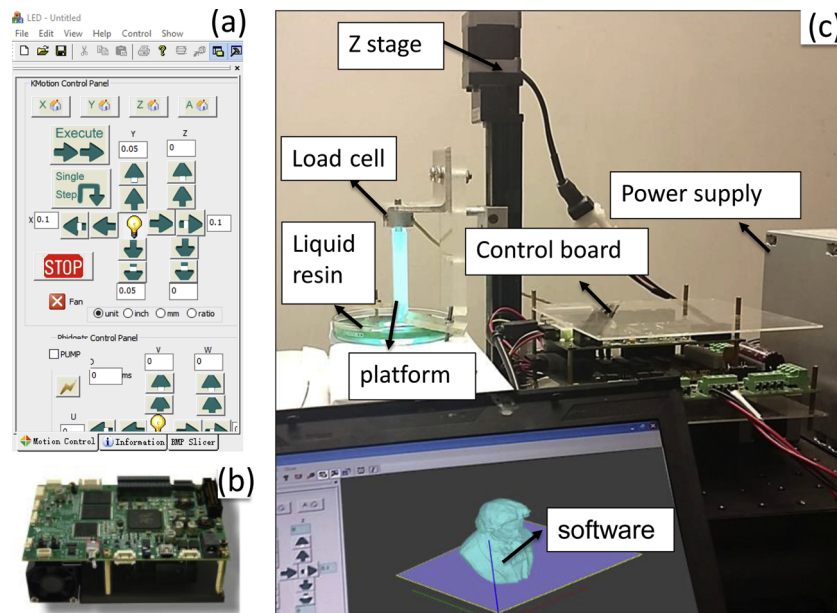 (a)
LED - Untitled
File Edit View Help Control Show
KMotion Control Panel
X Y Z A
Execute
Y Z
0.05 0
Single
Step
X 0.1 0.1
STOP
0.05 0
Fan
unit inch mm ratio
Phidgets Control Panel
PUMP
V W
0 ms 0 0
U
Motion Control Information BMP Slicer
(b)
(c)
Z stage
Load cell
Power supply
Liquid
resin
Control board
platform
software